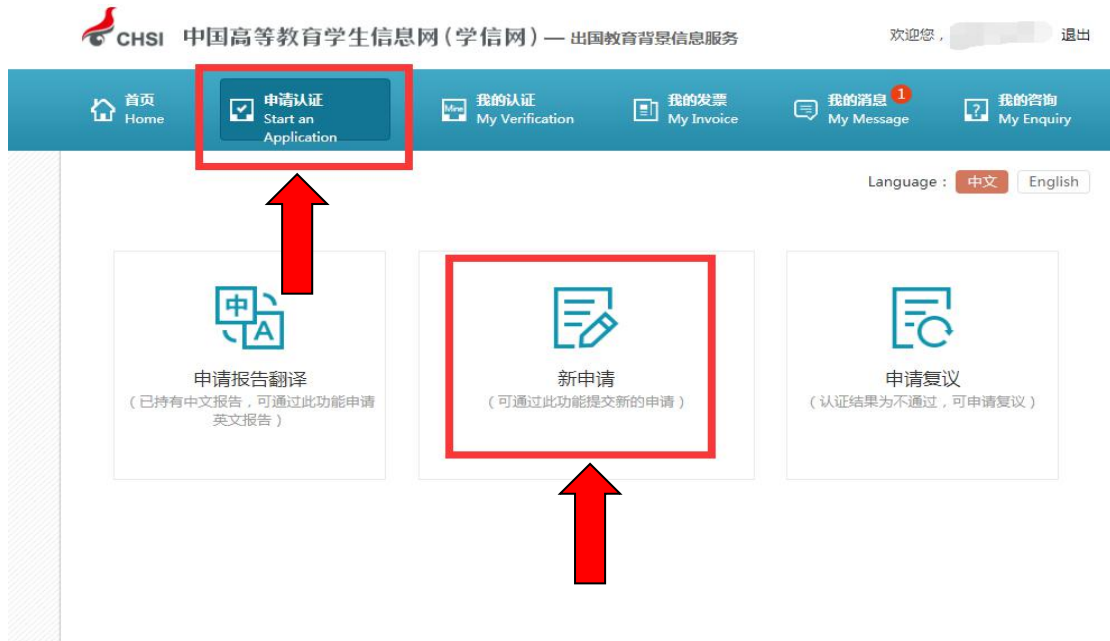 CHSI 中国高等教育学生信息网(学信网)— 出国教育背景信息服务
欢迎您, 退出
首页
Home
申请认证
Start an
Application
Mine
我的认证
My Verification
我的发票
My Invoice
我的消息 1
My Message
我的咨询
My Enquiry
Language: 中文 English
中
A
申请报告翻译
(已持有中文报告,可通过此功能申请
英文报告)
新申请
(可通过此功能提交新的申请)
申请复议
(认证结果为不通过,可申请复议)